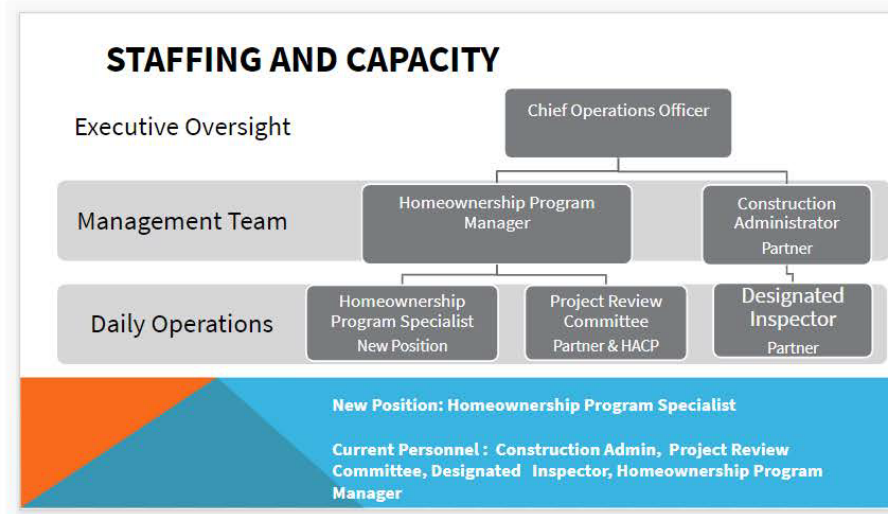 STAFFING AND CAPACITY
Executive Oversight
Chief Operations Officer
Management Team
Homeownership Program
Manager
Construction
Administrator
Partner
Daily Operations
Homeownership
Program Specialist
New Position
Project Review
Committee
Partner & HACP
Designated
Inspector
Partner
New Position: Homeownership Program Specialist
Current Personnel : Construction Admin, Project Review
Committee, Designated Inspector, Homeownership Program
Manager